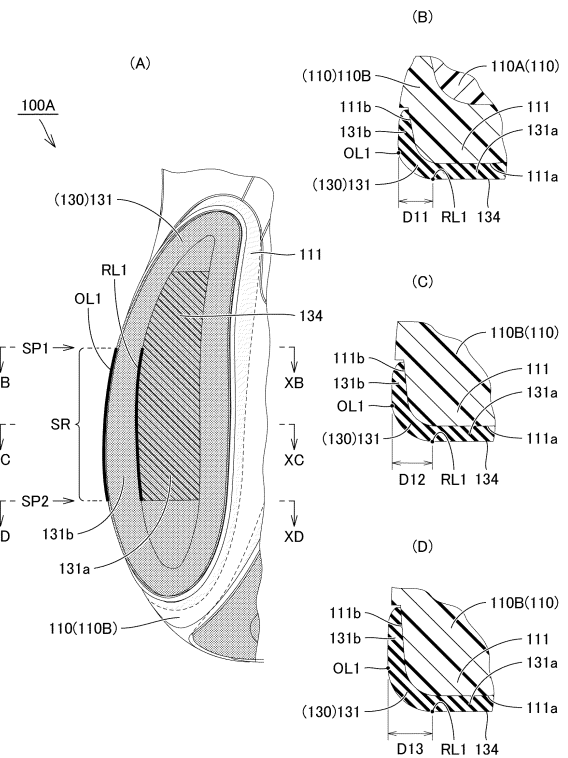 (A)
100A
(130)131
RL1
OL1
111
134
SP1
B
XB
SR
C
XC
SP2
D
XD
131b
131a
110(110B)
(B)
(110)110B
110A(110)
111b
111
131b
131a
OL1
(130)131
111a
D11
RL1
134
(C)
110B(110)
111b
111
131b
131a
OL1
(130)131
111a
D12
RL1
134
(D)
110B(110)
111b
111
131b
131a
OL1
(130)131
111a
D13
RL1
134